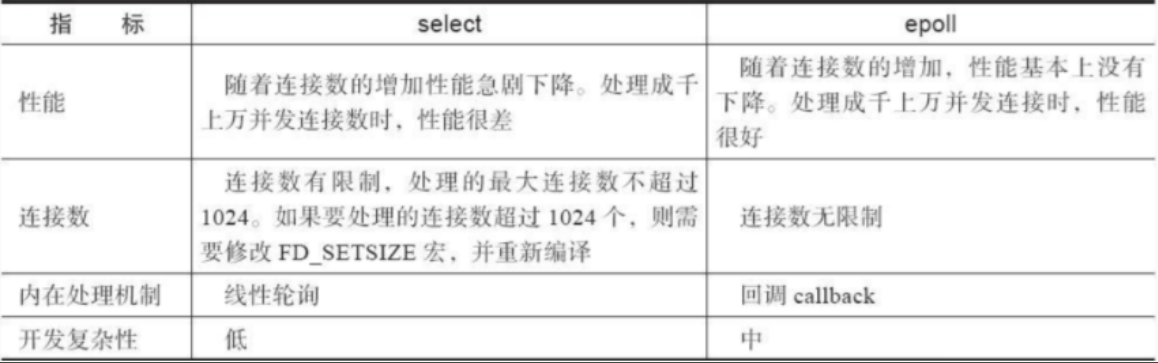 指 标 select epoll
性能
随着连接数的增加性能急剧下降。处理成千
上万并发连接数时，性能很差
随着连接数的增加，性能基本上没有
下降。处理成千上万并发连接时，性能
很好
连接数
连接数有限制，处理的最大连接数不超过
1024。如果要处理的连接数超过 1024 个，则需
要修改 FD_SETSIZE 宏，并重新编译
连接数无限制
内在处理机制 线性轮询 回调 callback
开发复杂性 低 中